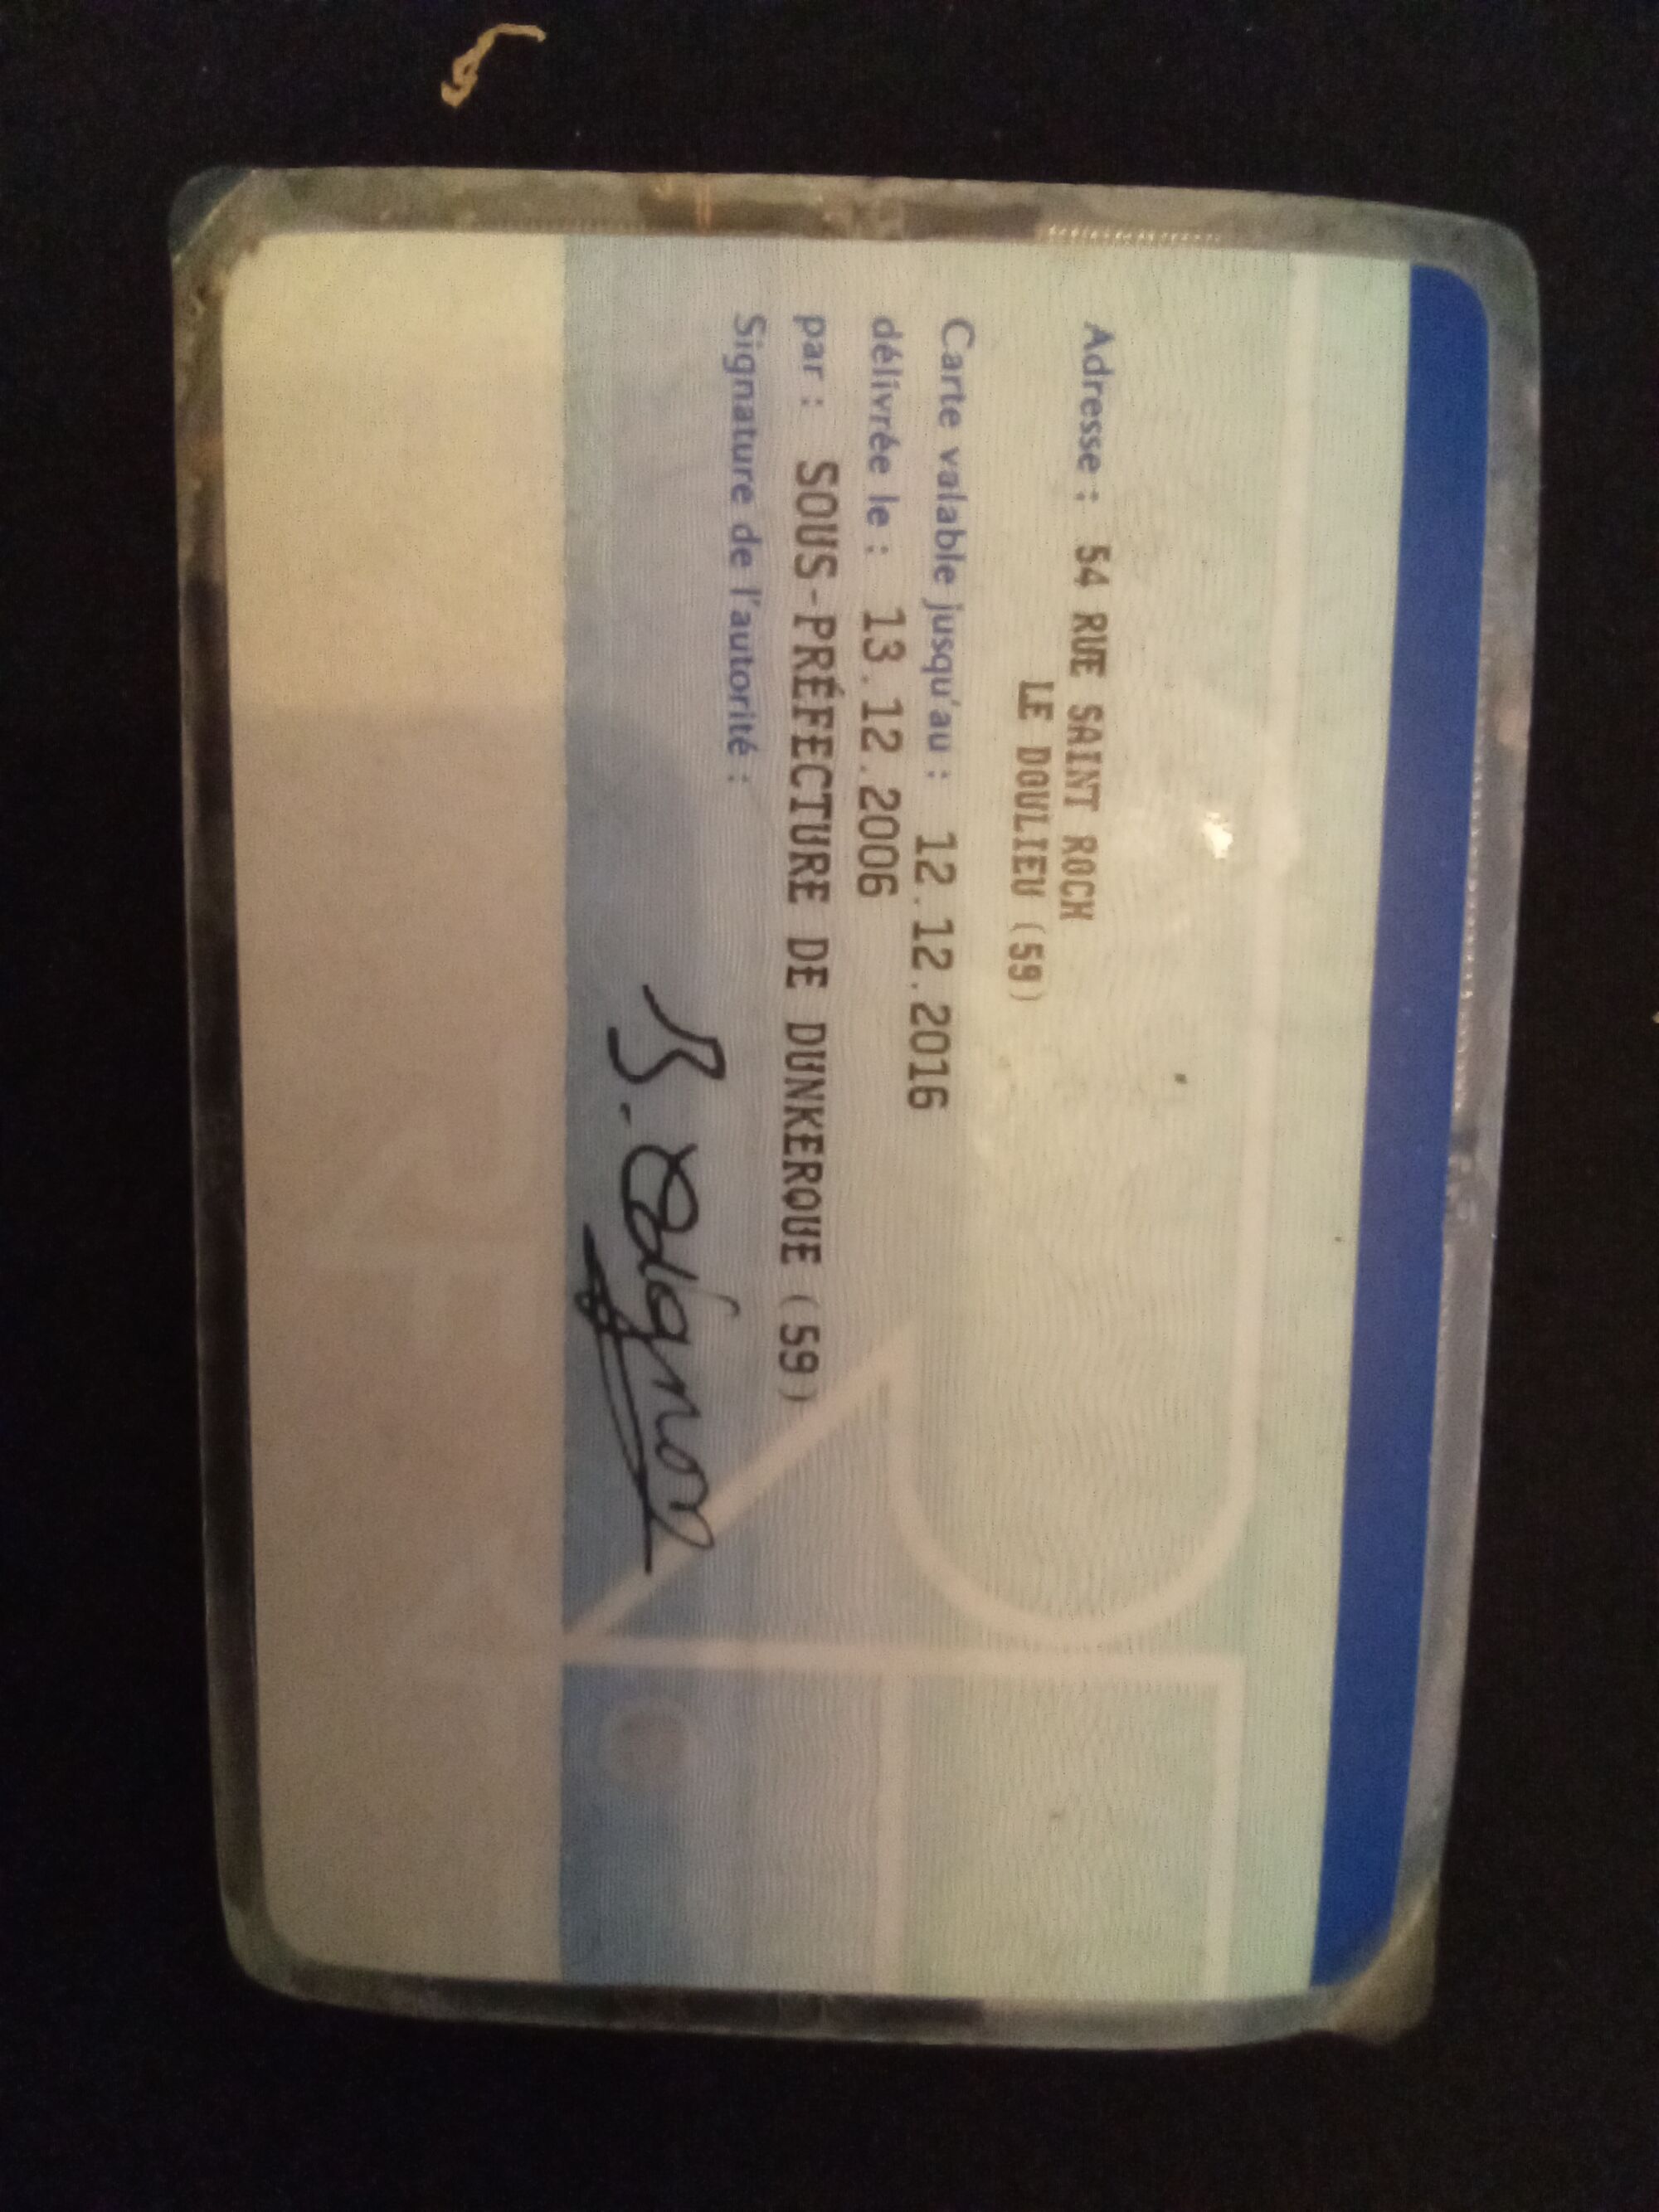 Adresse : 54 RUE SAINT ROCH
LE DOULIEU (59)
Carte valable jusqu'au : 12.12.2016
délivrée le : 13.12.2006
par : SOUS-PRÉFECTURE DE DUNKERQUE (59)
Signature de l'autorité :